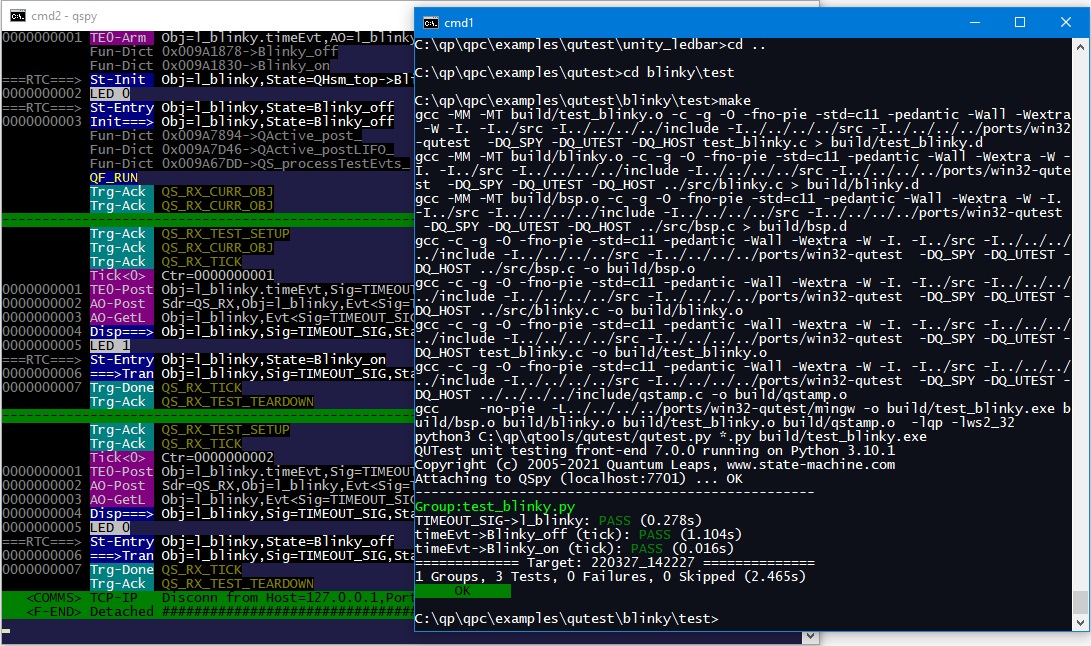 cmd2 - qspy
0000000001 TE0-Arm  Obj=l_blinky.timeEvt,AO=l_blinky
Fun-Dict 0x009A1878->Blinky_off
Fun-Dict 0x009A1830->Blinky_on
===RTC===> St-Init  Obj=l_blinky,State=QHsm_top->Bl
0000000002 LED 0
===RTC===> St-Entry Obj=l_blinky,State=Blinky_off
0000000003 Init===> Obj=l_blinky,State=Blinky_off
Fun-Dict 0x009A7894->QActive_post_
Fun-Dict 0x009A7D46->QActive_postLIFO_
Fun-Dict 0x009A67DD->QS_processTestEvts_
QF_RUN
Trg-Ack  QS_RX_CURR_OBJ
Trg-Ack  QS_RX_CURR_OBJ
Trg-Ack  QS_RX_TEST_SETUP
Trg-Ack  QS_RX_CURR_OBJ
Trg-Ack  QS_RX_TICK
Tick<0>  Ctr=0000000001
0000000001 TE0-Post Obj=l_blinky.timeEvt,Sig=TIMEOUT
0000000002 AO-Post  Sdr=QS_RX,Obj=l_blinky,Evt<Sig=T
0000000003 AO-GetL  Obj=l_blinky,Evt<Sig=TIMEOUT_SIG
0000000004 Disp===> Obj=l_blinky,Sig=TIMEOUT_SIG,Sta
0000000005 LED 1
===RTC===> St-Entry Obj=l_blinky,State=Blinky_on
0000000006 ===>Tran Obj=l_blinky,Sig=TIMEOUT_SIG,Sta
0000000007 Trg-Done QS_RX_TICK
Trg-Ack  QS_RX_TEST_TEARDOWN
Trg-Ack  QS_RX_TEST_SETUP
Trg-Ack  QS_RX_TICK
Tick<0>  Ctr=0000000002
0000000001 TE0-Post Obj=l_blinky.timeEvt,Sig=TIMEOUT
0000000002 AO-Post  Sdr=QS_RX,Obj=l_blinky,Evt<Sig=T
0000000003 AO-GetL  Obj=l_blinky,Evt<Sig=TIMEOUT_SIG
0000000004 Disp===> Obj=l_blinky,Sig=TIMEOUT_SIG,Sta
0000000005 LED 0
===RTC===> St-Entry Obj=l_blinky,State=Blinky_off
0000000006 ===>Tran Obj=l_blinky,Sig=TIMEOUT_SIG,Sta
0000000007 Trg-Done QS_RX_TICK
Trg-Ack  QS_RX_TEST_TEARDOWN
<COMMS> TCP-IP   Disconn from Host=127.0.0.1,Port
<F-END> Detached ################################
cmd1
C:\qp\qpc\examples\qutest\unity_ledbar>cd ..
C:\qp\qpc\examples\qutest>cd blinky\test
C:\qp\qpc\examples\qutest\blinky\test>make
gcc -MM -MT build/test_blinky.o -c -g -O -fno-pie -std=c11 -pedantic -Wall -Wextra
-W -I. -I../src -I../../../../include -I../../../../src -I../../../../ports/win32
-qutest  -DQ_SPY -DQ_UTEST -DQ_HOST test_blinky.c > build/test_blinky.d
gcc -MM -MT build/blinky.o -c -g -O -fno-pie -std=c11 -pedantic -Wall -Wextra -W -
I. -I../src -I../../../../include -I../../../../src -I../../../../ports/win32-qute
st  -DQ_SPY -DQ_UTEST -DQ_HOST ../src/blinky.c > build/blinky.d
gcc -MM -MT build/bsp.o -c -g -O -fno-pie -std=c11 -pedantic -Wall -Wextra -W -I.
-I../src -I../../../../include -I../../../../src -I../../../../ports/win32-qutest
-DQ_SPY -DQ_UTEST -DQ_HOST ../src/bsp.c > build/bsp.d
gcc -c -g -O -fno-pie -std=c11 -pedantic -Wall -Wextra -W -I. -I../src -I../../../
../include -I../../../../src -I../../../../ports/win32-qutest  -DQ_SPY -DQ_UTEST -
DQ_HOST ../src/bsp.c -o build/bsp.o
gcc -c -g -O -fno-pie -std=c11 -pedantic -Wall -Wextra -W -I. -I../src -I../../../
../include -I../../../../src -I../../../../ports/win32-qutest  -DQ_SPY -DQ_UTEST -
DQ_HOST ../src/blinky.c -o build/blinky.o
gcc -c -g -O -fno-pie -std=c11 -pedantic -Wall -Wextra -W -I. -I../src -I../../../
../include -I../../../../src -I../../../../ports/win32-qutest  -DQ_SPY -DQ_UTEST -
DQ_HOST test_blinky.c -o build/test_blinky.o
gcc -c -g -O -fno-pie -std=c11 -pedantic -Wall -Wextra -W -I. -I../src -I../../../
../include -I../../../../src -I../../../../ports/win32-qutest  -DQ_SPY -DQ_UTEST -
DQ_HOST ../../../../include/qstamp.c -o build/qstamp.o
gcc     -no-pie  -L../../../../ports/win32-qutest/mingw -o build/test_blinky.exe b
uild/bsp.o build/blinky.o build/test_blinky.o build/qstamp.o  -lqp -lws2_32
python3 C:\qp\qtools/qutest/qutest.py *.py build/test_blinky.exe
QUTest unit testing front-end 7.0.0 running on Python 3.10.1
Copyright (c) 2005-2021 Quantum Leaps, www.state-machine.com
Attaching to QSpy (localhost:7701) ... OK
--------------------------------------------------
Group:test_blinky.py
TIMEOUT_SIG->l_blinky: PASS (0.278s)
timeEvt->Blinky_off (tick): PASS (1.104s)
timeEvt->Blinky_on (tick): PASS (0.016s)
============= Target: 220327_142227 ==============
1 Groups, 3 Tests, 0 Failures, 0 Skipped (2.465s)
OK
C:\qp\qpc\examples\qutest\blinky\test>